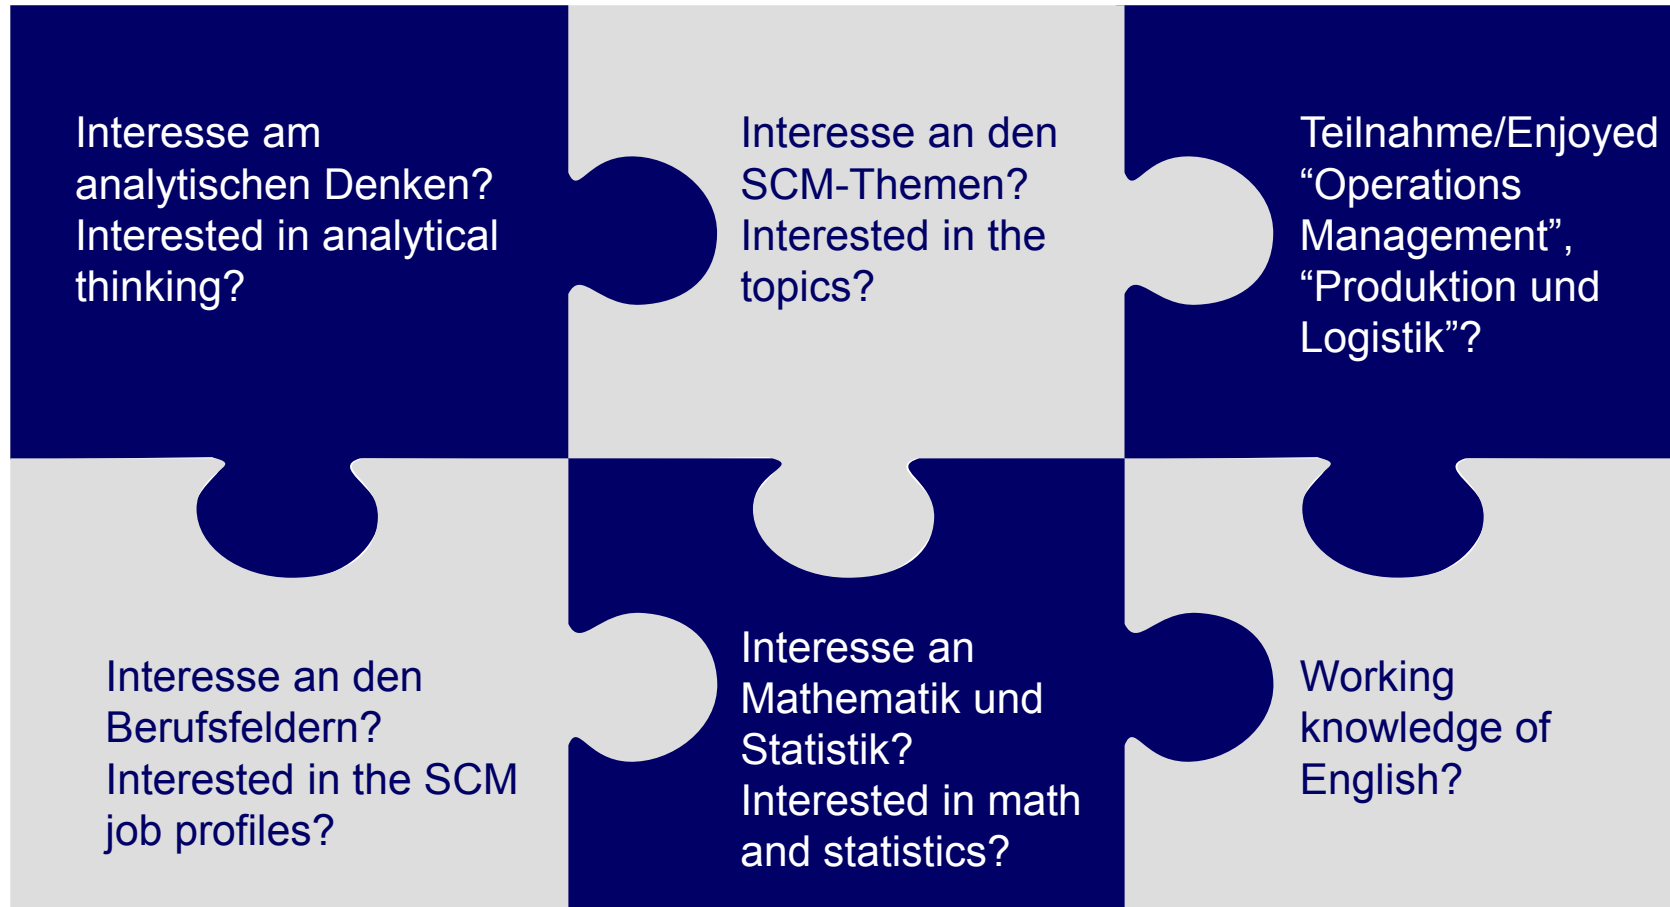 Interesse am
analytischen Denken?
Interested in analytical
thinking?
Interesse an den
SCM-Themen?
Interested in the
topics?
Teilnahme/Enjoyed
“Operations
Management”,
“Produktion und
Logistik”?
Interesse an den
Berufsfeldern?
Interested in the SCM
job profiles?
Interesse an
Mathematik und
Statistik?
Interested in math
and statistics?
Working
knowledge of
English?